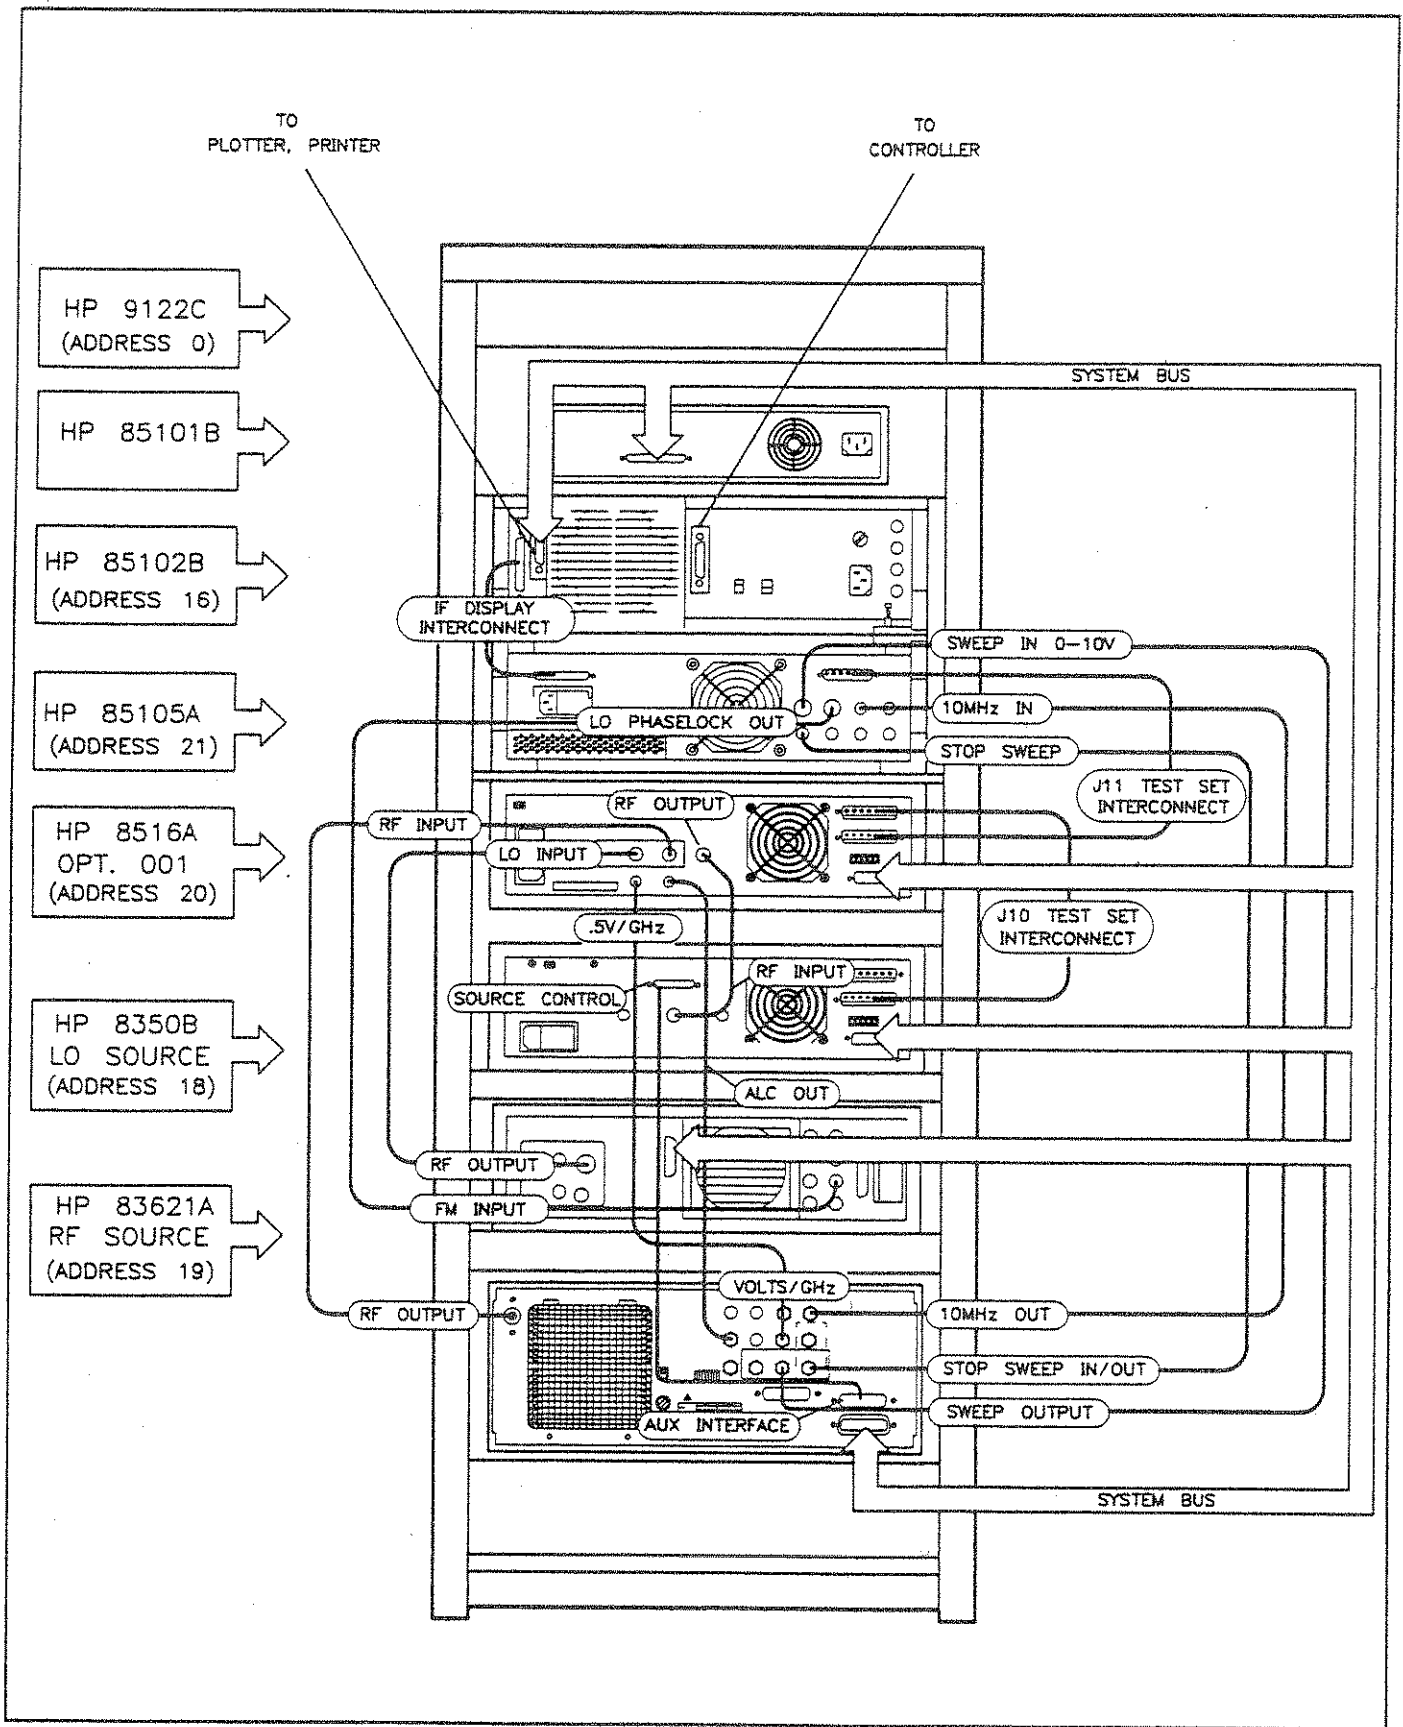 TO
PLOTTER, PRINTER
TO
CONTROLLER
HP 9122C
(ADDRESS 0)
SYSTEM BUS
HP 85101B
HP 85102B
(ADDRESS 16)
IF DISPLAY
INTERCONNECT
SWEEP IN 0-10V
HP 85105A
(ADDRESS 21)
LO PHASELOCK OUT
10MHz IN
STOP SWEEP
J11 TEST SET
INTERCONNECT
HP 8516A
OPT. 001
(ADDRESS 20)
RF INPUT
RF OUTPUT
LO INPUT
.5V/GHz
J10 TEST SET
INTERCONNECT
RF INPUT
SOURCE CONTROL
HP 8350B
LO SOURCE
(ADDRESS 18)
ALC OUT
RF OUTPUT
FM INPUT
HP 83621A
RF SOURCE
(ADDRESS 19)
VOLTS/GHz
RF OUTPUT
10MHz OUT
STOP SWEEP IN/OUT
SWEEP OUTPUT
AUX INTERFACE
SYSTEM BUS